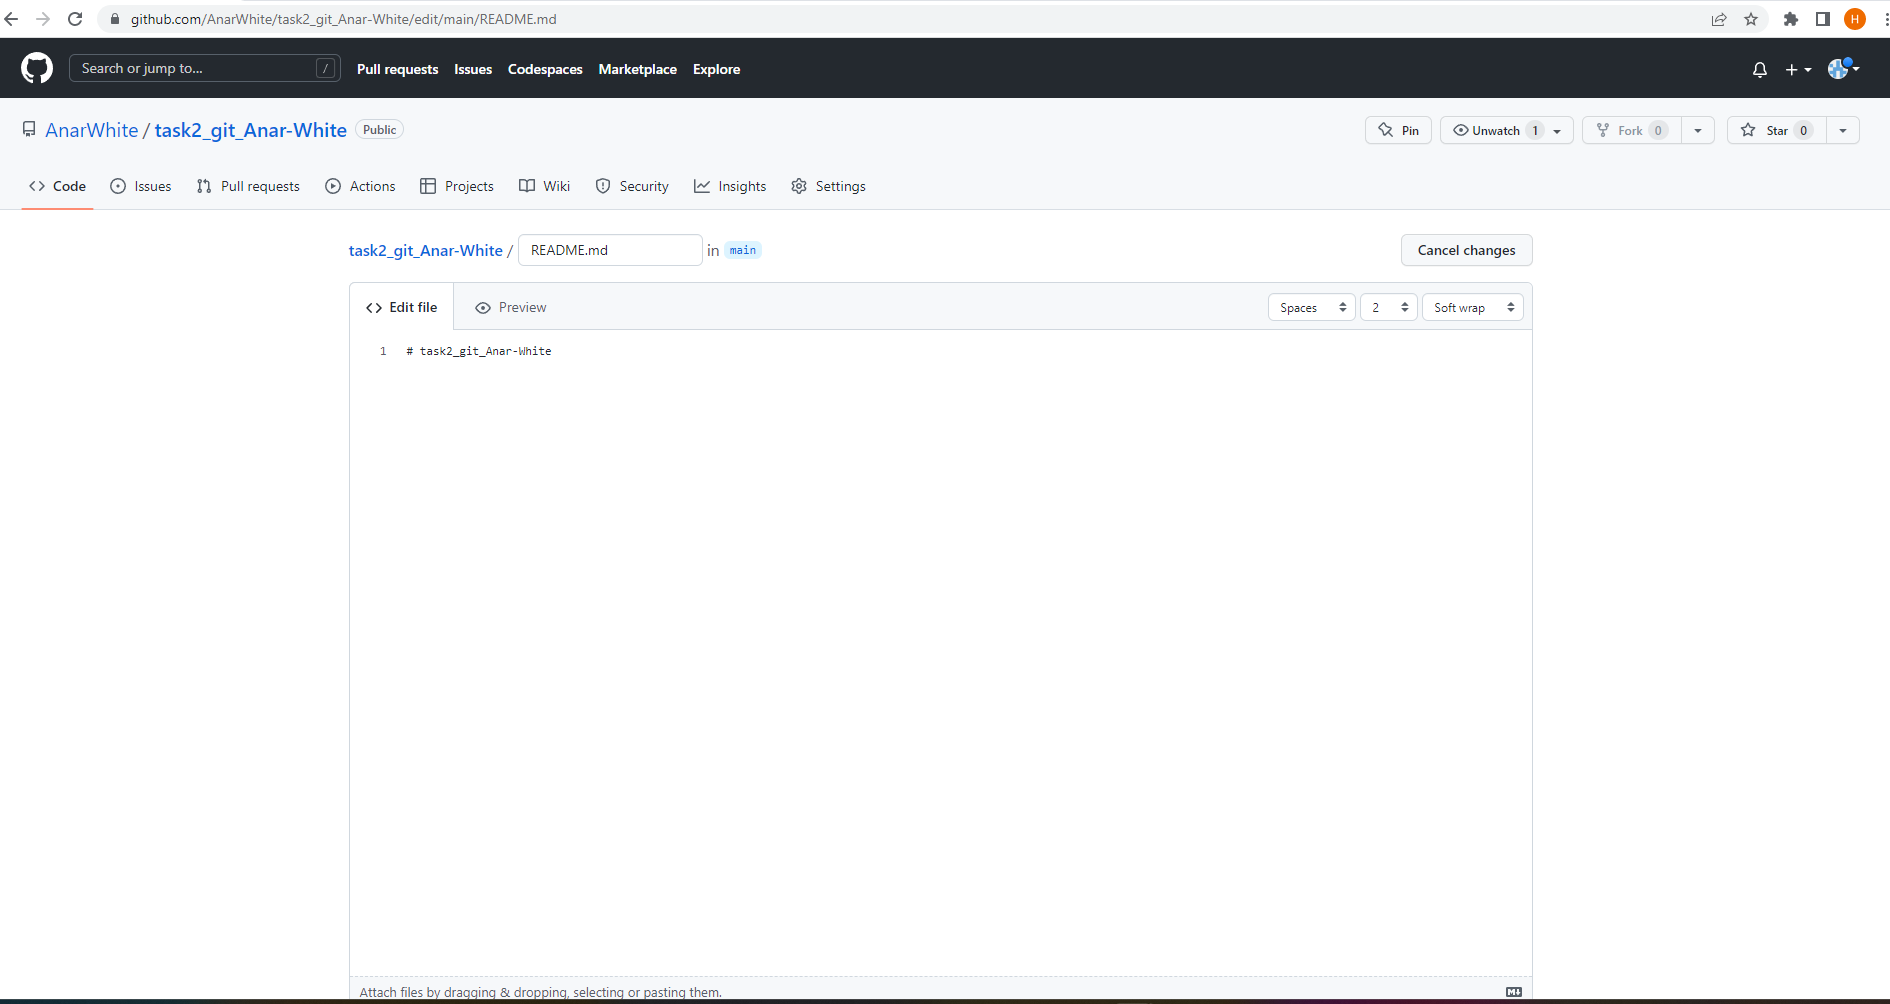 github.com/AnarWhite/task2_git_Anar-White/edit/main/README.md
H
Search or jump to...
/
Pull requests Issues Codespaces Marketplace Explore
AnarWhite / task2_git_Anar-White Public
Pin
Unwatch 1
Fork 0
Star 0
Code Issues Pull requests Actions Projects Wiki Security Insights Settings
task2_git_Anar-White / README.md in main
Cancel changes
Edit file Preview
Spaces 2 Soft wrap
1 # task2_git_Anar-White
Attach files by dragging & dropping, selecting or pasting them.